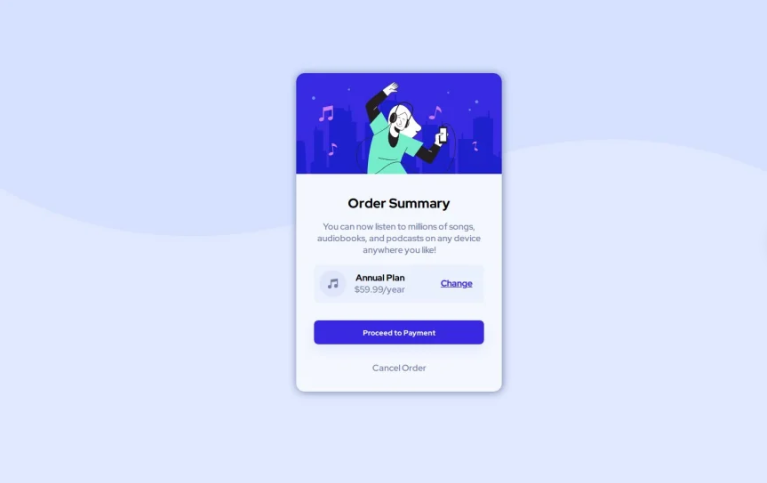 Order Summary
You can now listen to millions of songs,
audiobooks, and podcasts on any device
anywhere you like!
Annual Plan
$59.99/year
Change
Proceed to Payment
Cancel Order